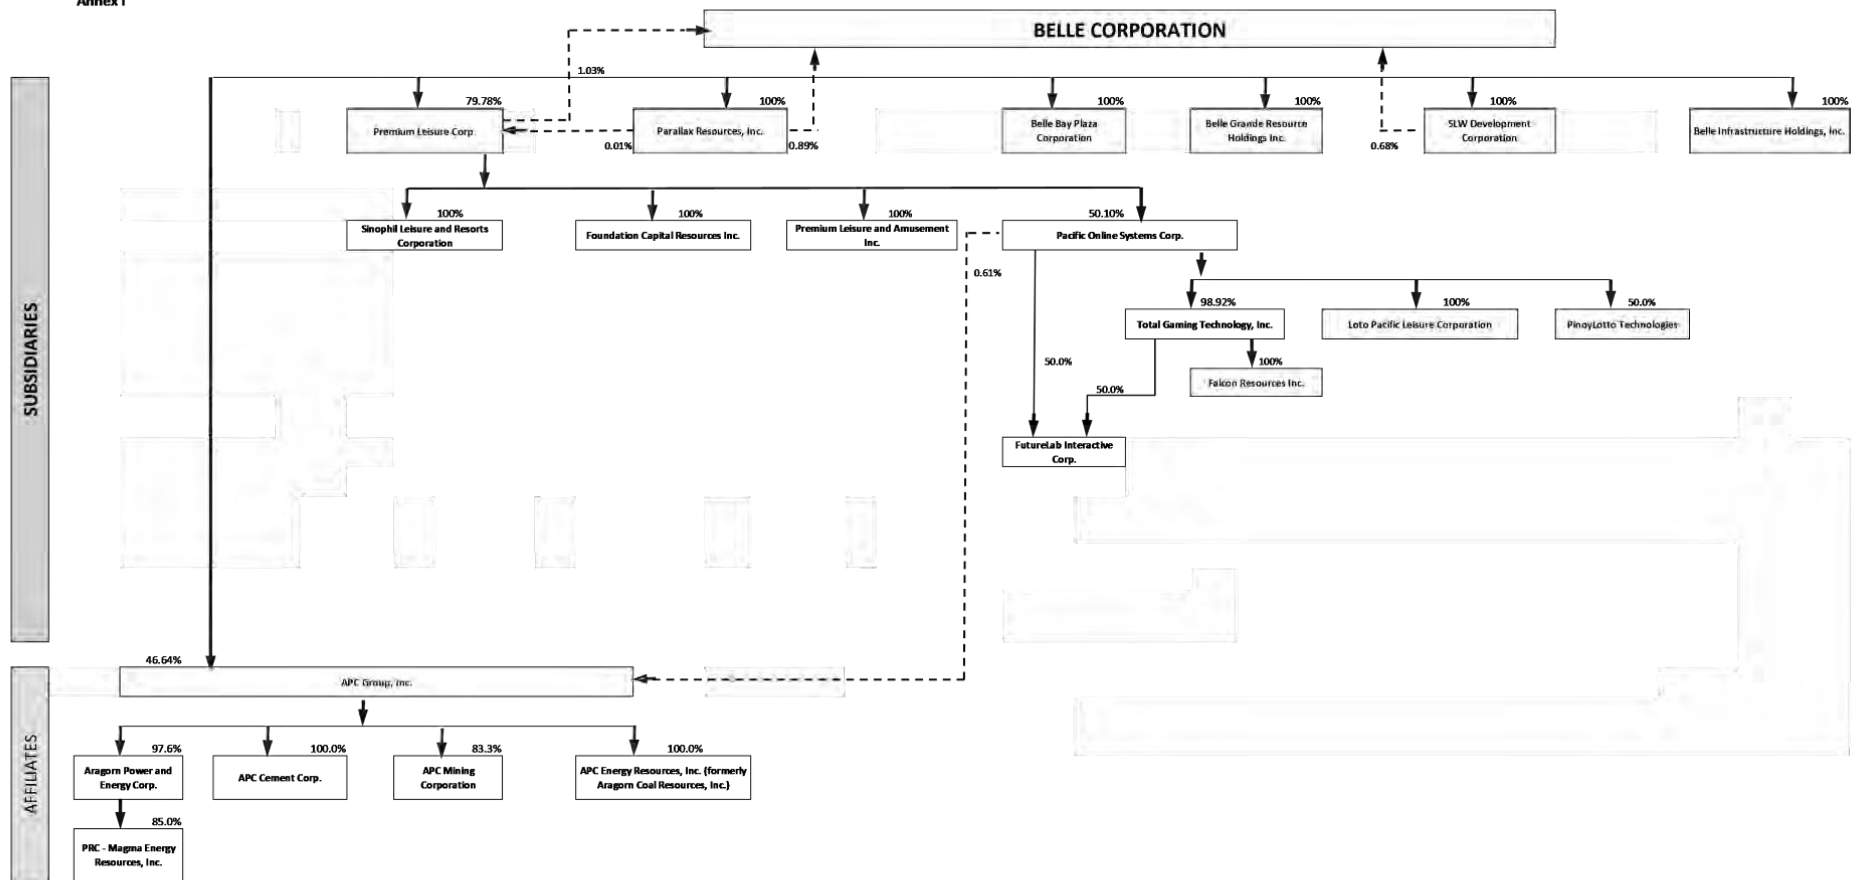 Annex I
BELLE CORPORATION
1.03%
79.78%
100%
100%
100%
100%
100%
Premium Leisure Corp.
Parallax Resources, Inc.
Belle Bay Plaza
Corporation
Belle Grande Resource
Holdings Inc.
SLW Development
Corporation
Belle Infrastructure Holdings, Inc.
0.01%
0.89%
0.68%
SUBSIDIARIES
100%
100%
100%
50.10%
Sinophil Leisure and Resorts
Corporation
Foundation Capital Resources Inc.
Premium Leisure and Amusement
Inc.
Pacific Online Systems Corp.
0.61%
98.92%
100%
50.0%
Total Gaming Technology, Inc.
Loto Pacific Leisure Corporation
PinoyLotto Technologies
50.0%
100%
50.0%
Falcon Resources Inc.
FutureLab Interactive
Corp.
46.64%
APC Group, Inc.
AFFILIATES
97.6%
100.0%
83.3%
100.0%
Aragorn Power and
Energy Corp.
APC Cement Corp.
APC Mining
Corporation
APC Energy Resources, Inc. (formerly
Aragorn Coal Resources, Inc.)
85.0%
PRC - Magma Energy
Resources, Inc.